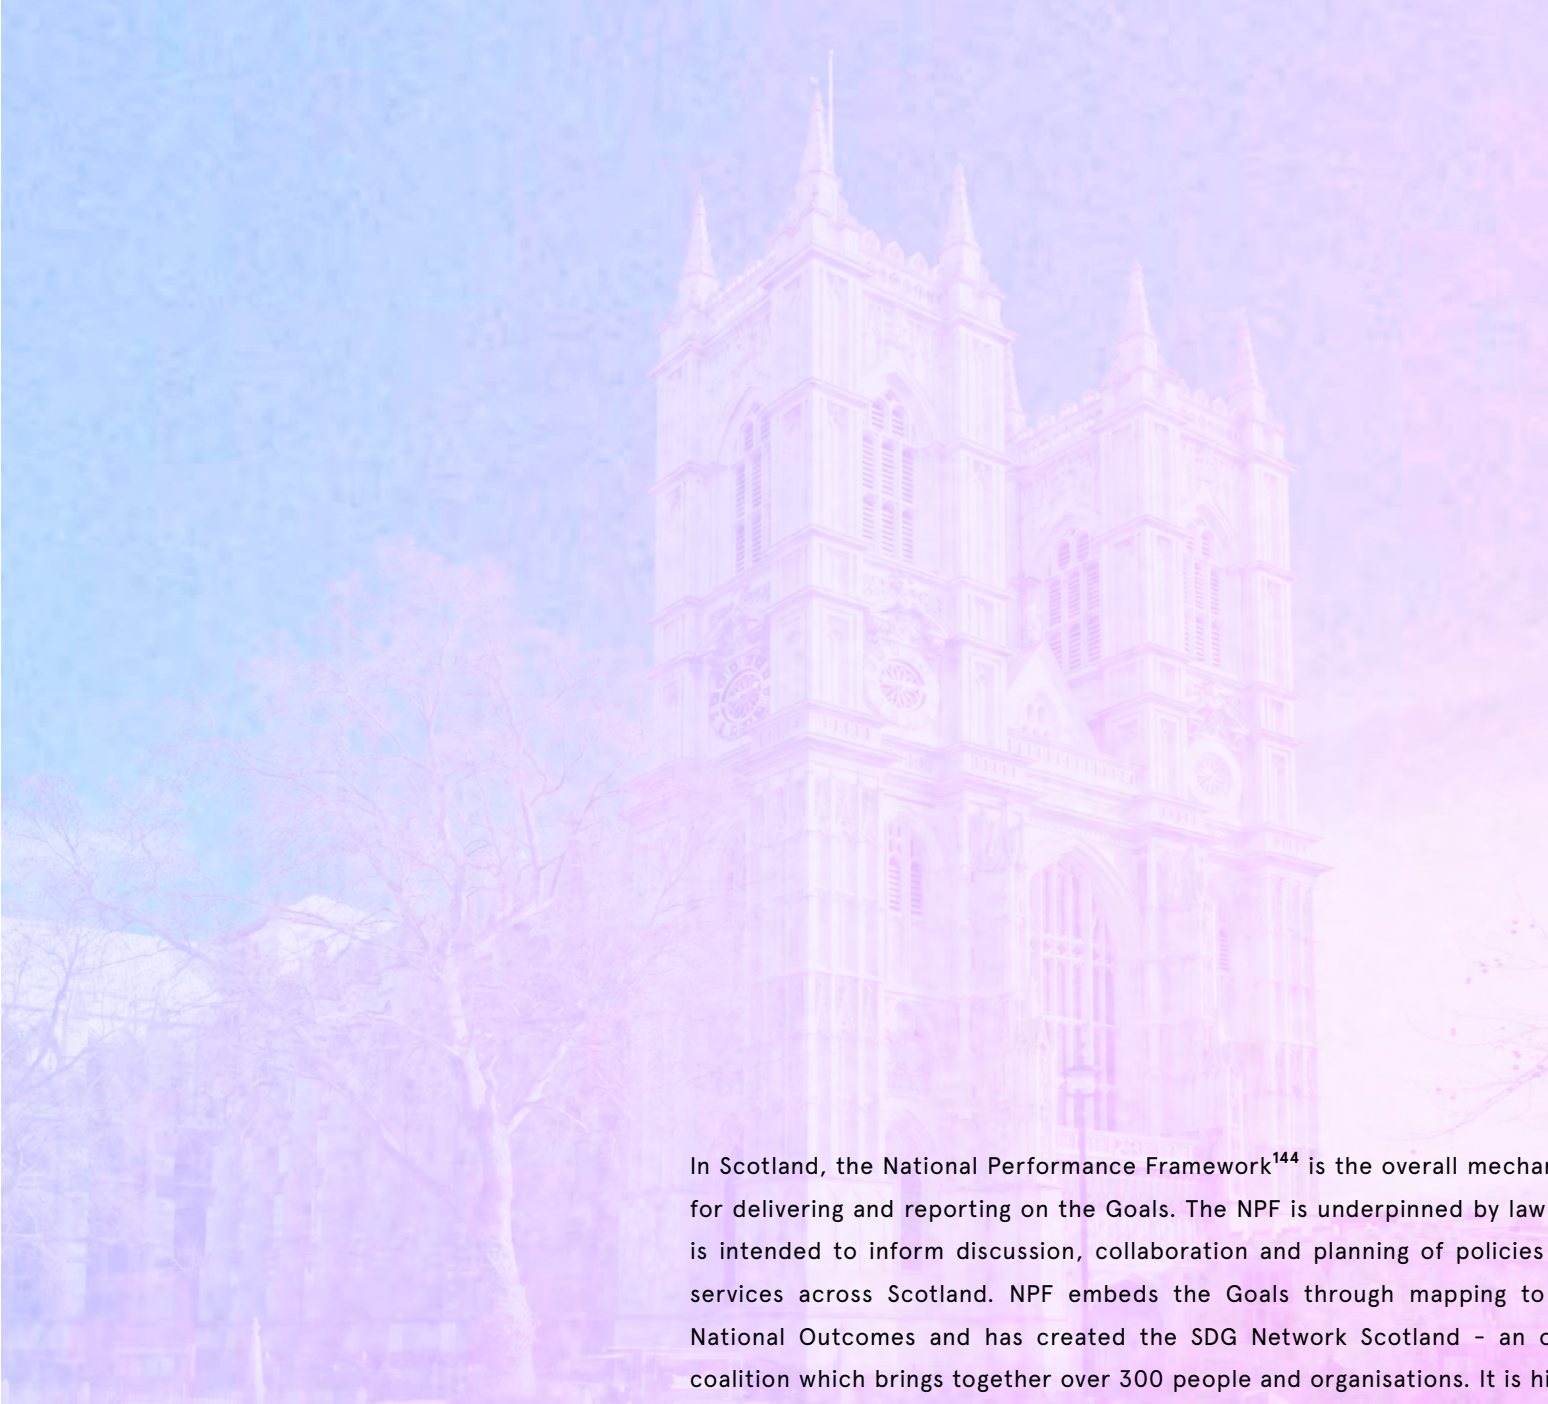 In Scotland, the National Performance Framework¹⁴⁴ is the overall
for delivering and reporting on the Goals. The NPF is underpinned by law
is intended to inform discussion, collaboration and planning of policies
services across Scotland. NPF embeds the Goals through mapping to
National Outcomes and has created the SDG Network Scotland - an
coalition which brings together over 300 people and organisations. It is